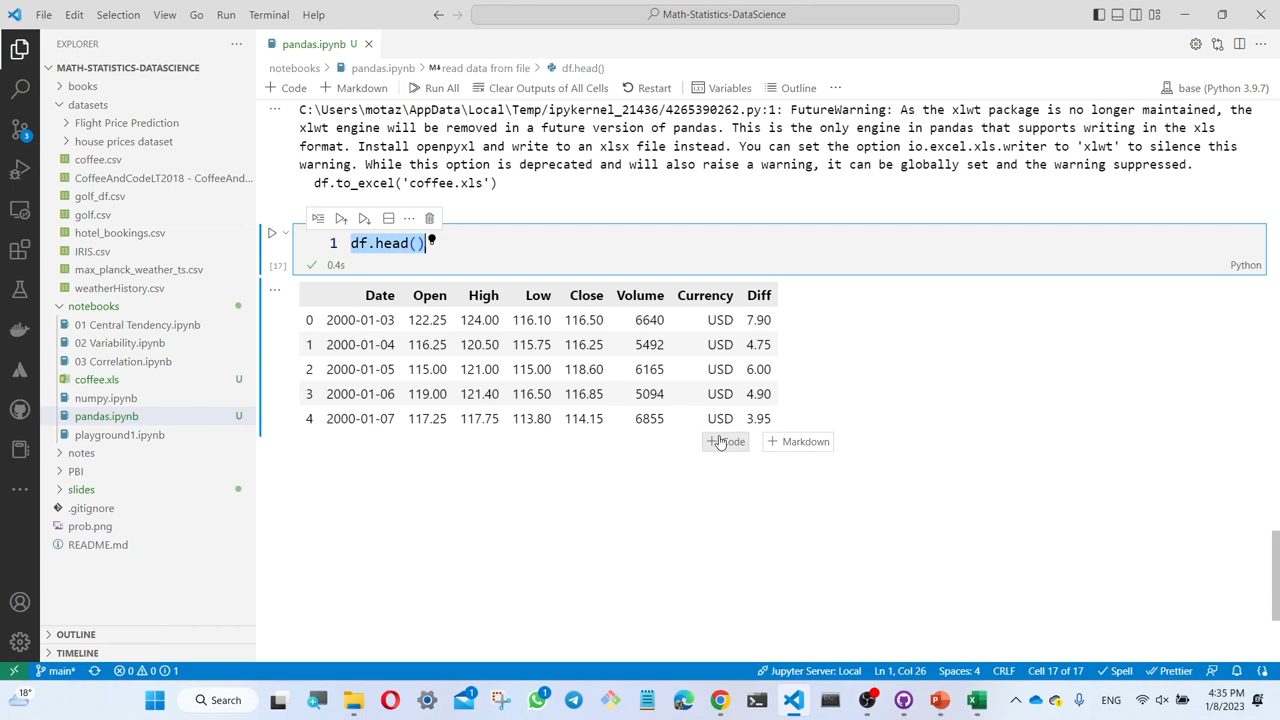 File Edit Selection View Go Run Terminal Help
Math-Statistics-DataScience
EXPLORER
MATH-STATISTICS-DATASCIENCE
books
datasets
Flight Price Prediction
house prices dataset
coffee.csv
CoffeeAndCodeLT2018 - CoffeeAnd...
golf_df.csv
golf.csv
hotel_bookings.csv
IRIS.csv
max_planck_weather_ts.csv
weatherHistory.csv
notebooks
01 Central Tendency.ipynb
02 Variability.ipynb
03 Correlation.ipynb
coffee.xls U
numpy.ipynb
pandas.ipynb U
playground1.ipynb
notes
PBI
slides
.gitignore
prob.png
README.md
OUTLINE
TIMELINE
pandas.ipynb U
notebooks > pandas.ipynb > M↓read data from file > df.head()
+ Code + Markdown Run All Clear Outputs of All Cells Restart Variables Outline ...
base (Python 3.9.7)
C:\Users\motaz\AppData\Local\Temp/ipykernel_21436/4265390262.py:1: FutureWarning: As the xlwt package is no longer maintained, the
xlwt engine will be removed in a future version of pandas. This is the only engine in pandas that supports writing in the xls
format. Install openpyxl and write to an xlsx file instead. You can set the option io.excel.xls.writer to 'xlwt' to silence this
warning. While this option is deprecated and will also raise a warning, it can be globally set and the warning suppressed.
df.to_excel('coffee.xls')
1 df.head()
[17] 0.4s Python
Date Open High Low Close Volume Currency Diff
0 2000-01-03 122.25 124.00 116.10 116.50 6640 USD 7.90
1 2000-01-04 116.25 120.50 115.75 116.25 5492 USD 4.75
2 2000-01-05 115.00 121.00 115.00 118.60 6165 USD 6.00
3 2000-01-06 119.00 121.40 116.50 116.85 5094 USD 4.90
4 2000-01-07 117.25 117.75 113.80 114.15 6855 USD 3.95
+ Code + Markdown
main* 0 0 1 Jupyter Server: Local Ln 1, Col 26 Spaces: 4 CRLF Cell 17 of 17 Spell Prettier
18° Search ENG 4:35 PM
1/8/2023